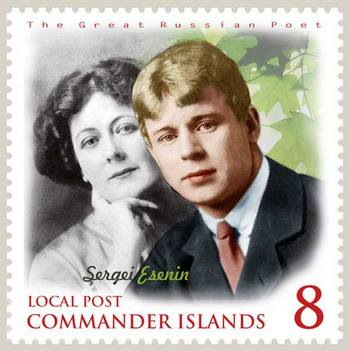 The Great Russian Poet
Sergei Esenin
LOCAL POST
COMMANDER ISLANDS 8